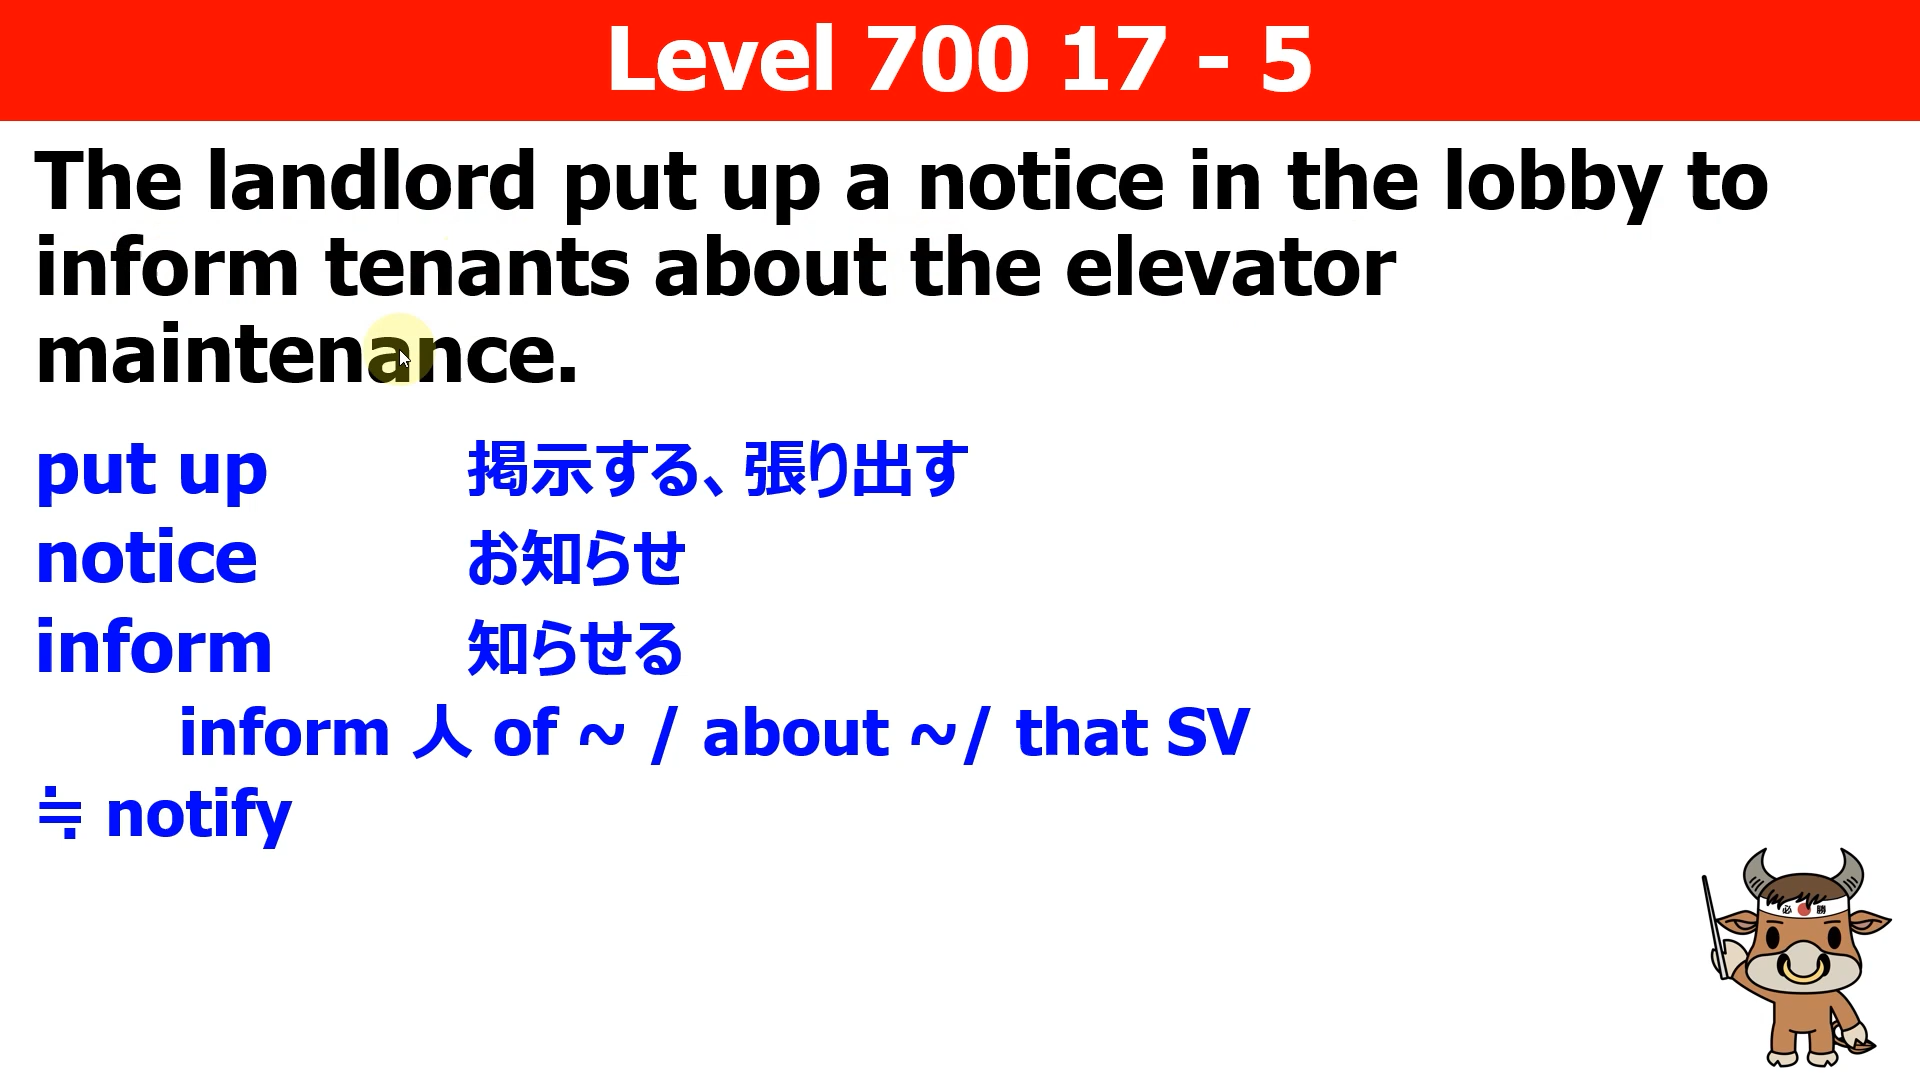 Level 700 17 - 5
The landlord put up a notice in the lobby to
inform tenants about the elevator
maintenance.
put up 掲示する、張り出す
notice お知らせ
inform 知らせる
inform 人 of ~ / about ~/ that SV
≒ notify
必 勝